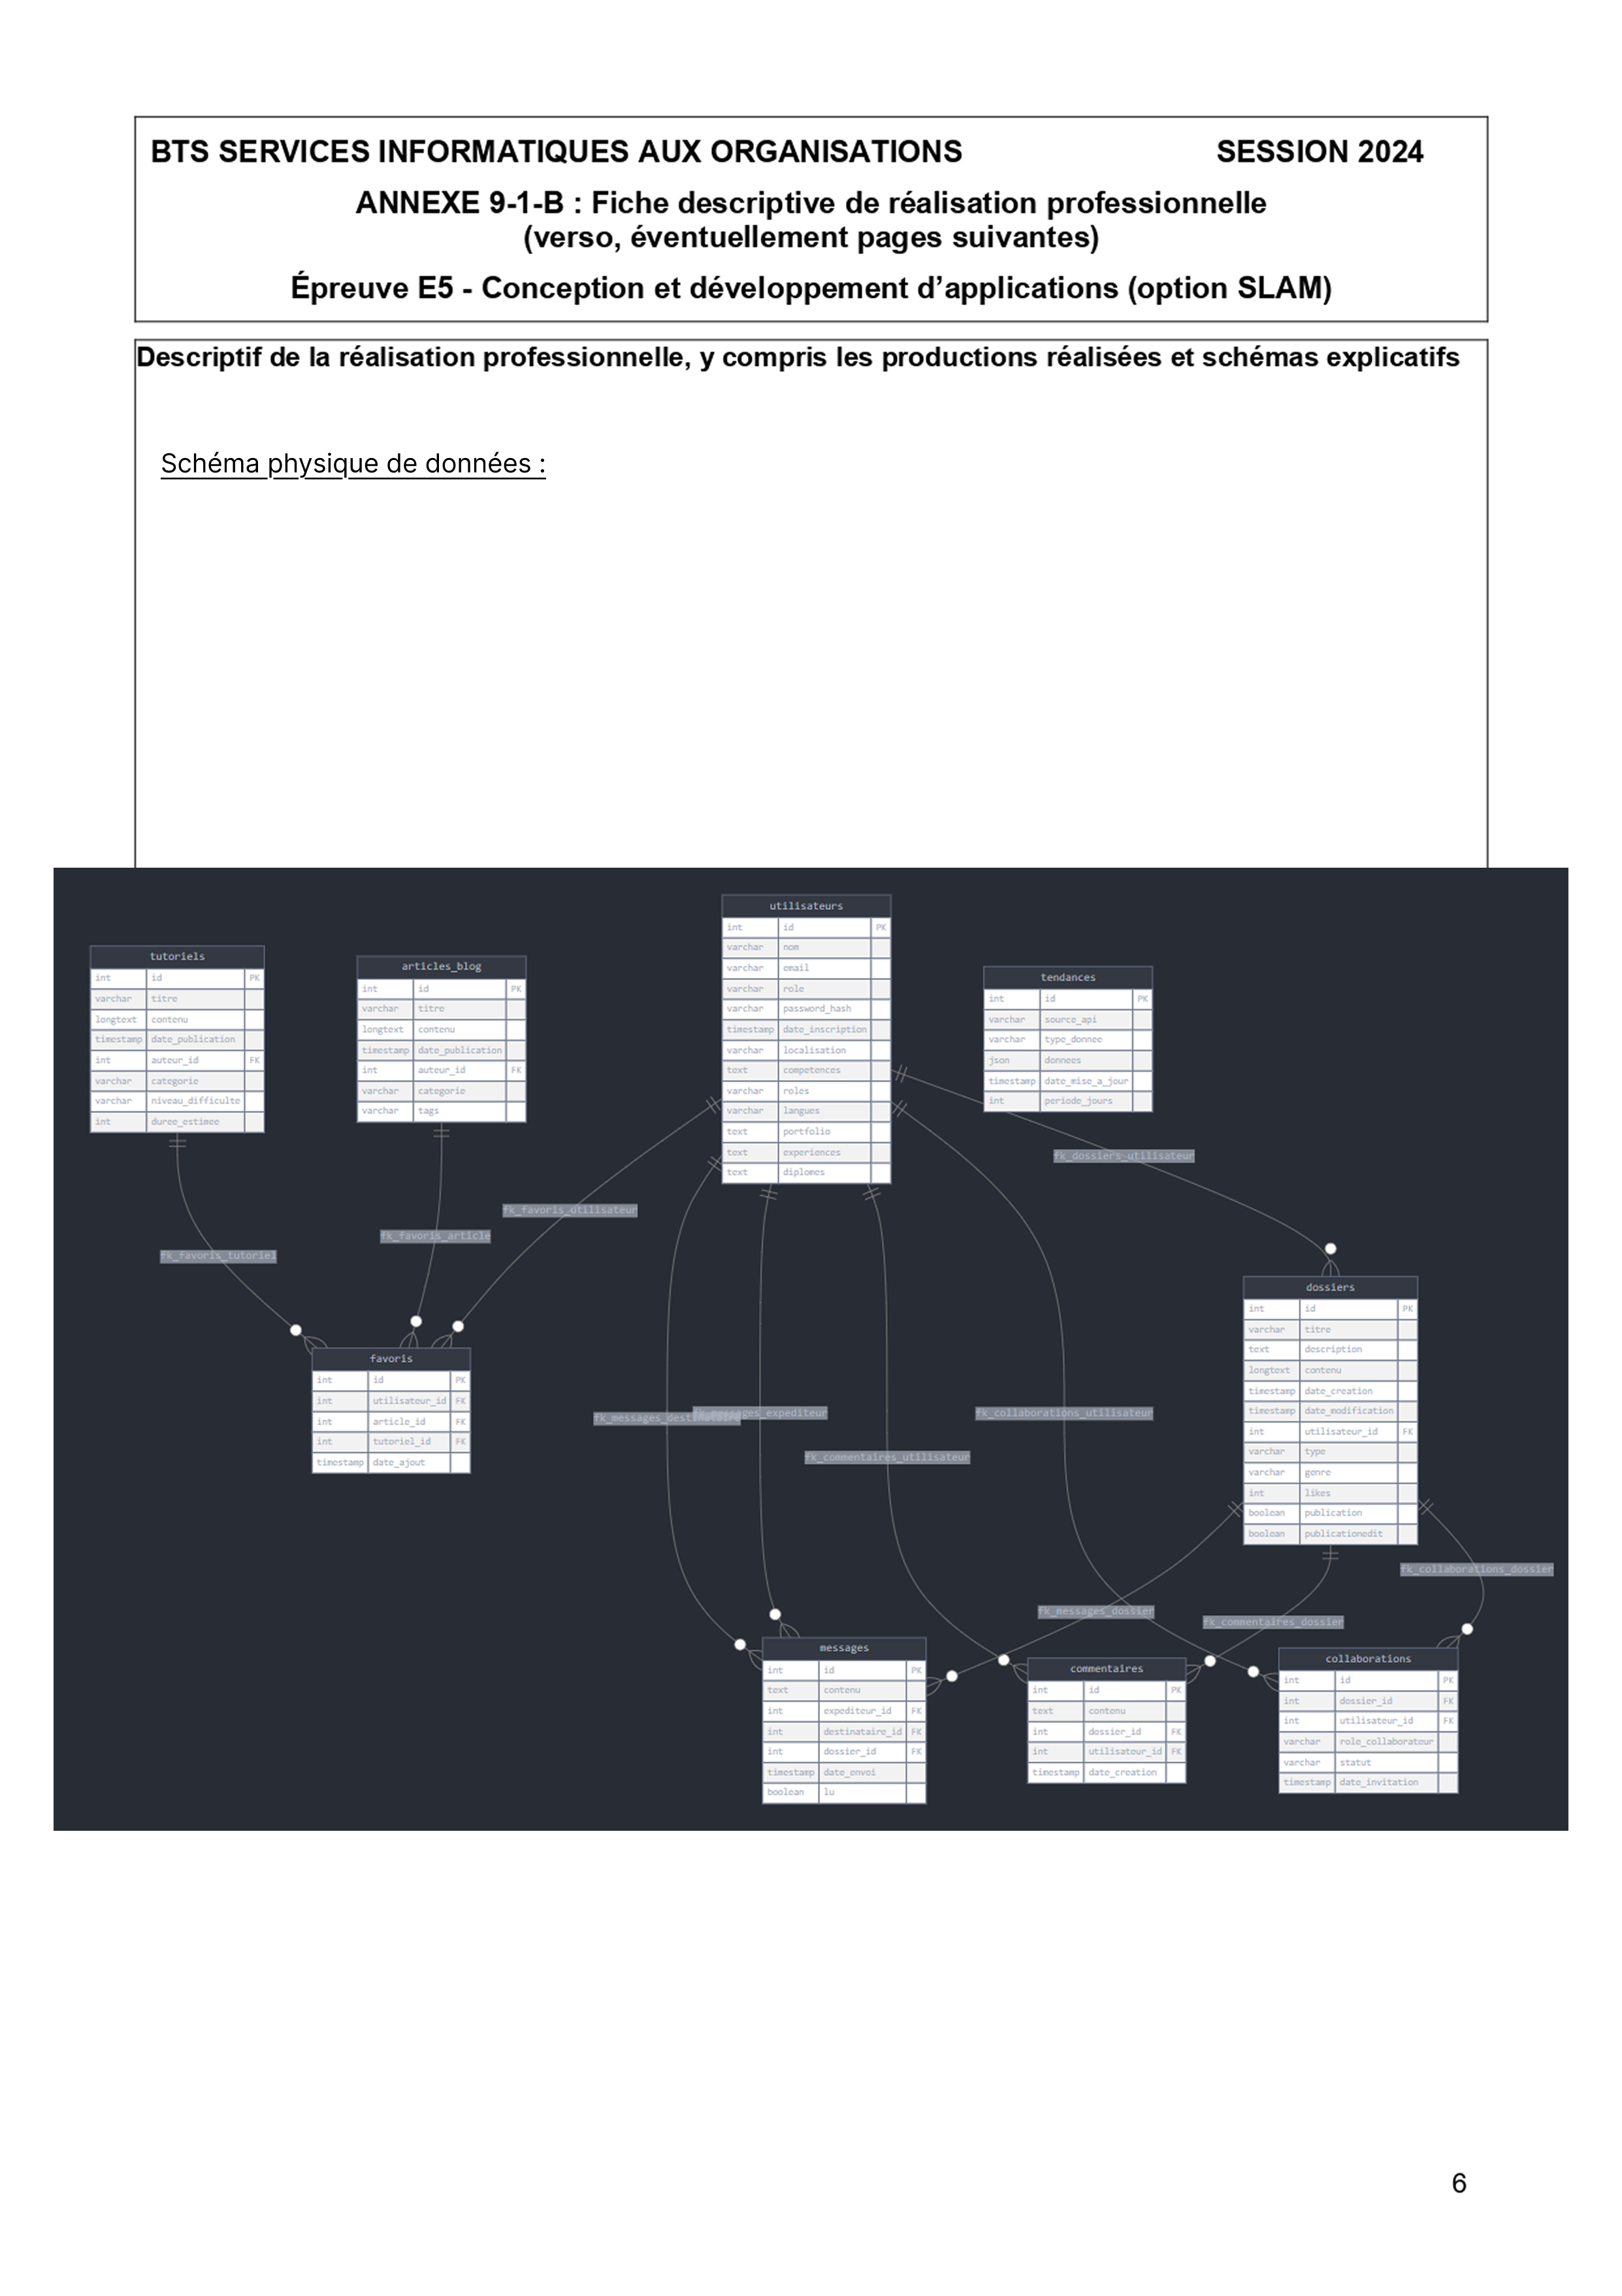 BTS SERVICES INFORMATIQUES AUX ORGANISATIONS SESSION 2024
ANNEXE 9-1-B : Fiche descriptive de réalisation professionnelle
(verso, éventuellement pages suivantes)
Épreuve E5 - Conception et développement d’applications (option SLAM)
Descriptif de la réalisation professionnelle, y compris les productions réalisées et schémas explicatifs
Schéma physique de données :
utilisateurs
int id PK
varchar nom
varchar email
varchar role
varchar password_hash
timestamp date_inscription
varchar localisation
text competences
varchar roles
varchar langues
text portfolio
text experiences
text diplomes
tutoriels
int id PK
varchar titre
longtext contenu
timestamp date_publication
int auteur_id FK
varchar categorie
varchar niveau_difficulte
int duree_estimee
articles_blog
int id PK
varchar titre
longtext contenu
timestamp date_publication
int auteur_id FK
varchar categorie
varchar tags
tendances
int id PK
varchar source_api
varchar type_donnee
json donnees
timestamp date_mise_a_jour
int periode_jours
fk_dossiers_utilisateur
fk_favoris_utilisateur
fk_favoris_article
fk_favoris_tutoriel
favoris
int id PK
int utilisateur_id FK
int article_id FK
int tutoriel_id FK
timestamp date_ajout
dossiers
int id PK
varchar titre
text description
longtext contenu
timestamp date_creation
timestamp date_modification
int utilisateur_id FK
varchar type
varchar genre
int likes
boolean publication
boolean publicationedit
fk_messages_destinataire
fk_messages_expediteur
fk_collaborations_utilisateur
fk_commentaires_utilisateur
fk_collaborations_dossier
fk_messages_dossier
fk_commentaires_dossier
messages
int id PK
text contenu
int expediteur_id FK
int destinataire_id FK
int dossier_id FK
timestamp date_envoi
boolean lu
commentaires
int id PK
text contenu
int dossier_id FK
int utilisateur_id FK
timestamp date_creation
collaborations
int id PK
int dossier_id FK
int utilisateur_id FK
varchar role_collaborateur
varchar statut
timestamp date_invitation
6